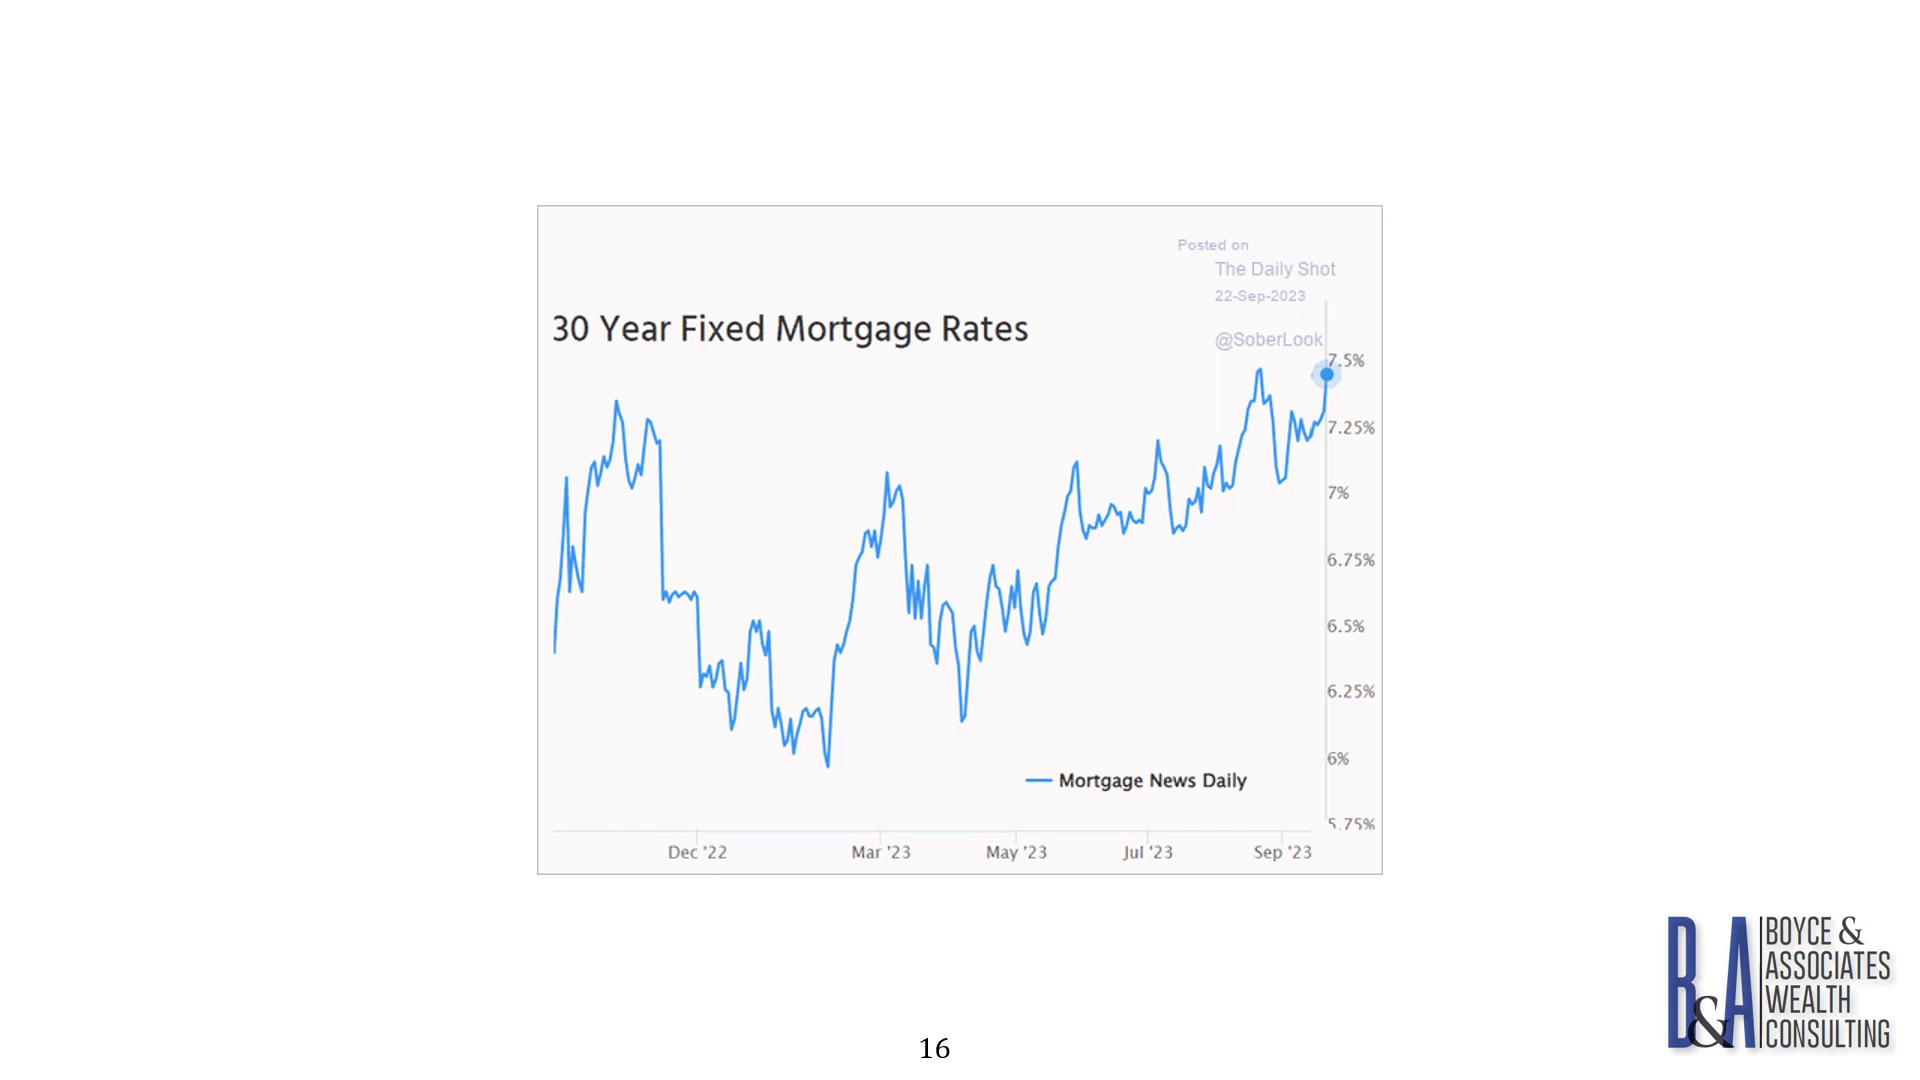 Posted on
The Daily Shot
22-Sep-2023
30 Year Fixed Mortgage Rates
@SoberLook
7.5%
7.25%
7%
6.75%
6.5%
6.25%
6%
Mortgage News Daily
5.75%
Dec '22 Mar '23 May '23 Jul '23 Sep '23
B&A
BOYCE &
ASSOCIATES
WEALTH
CONSULTING
16